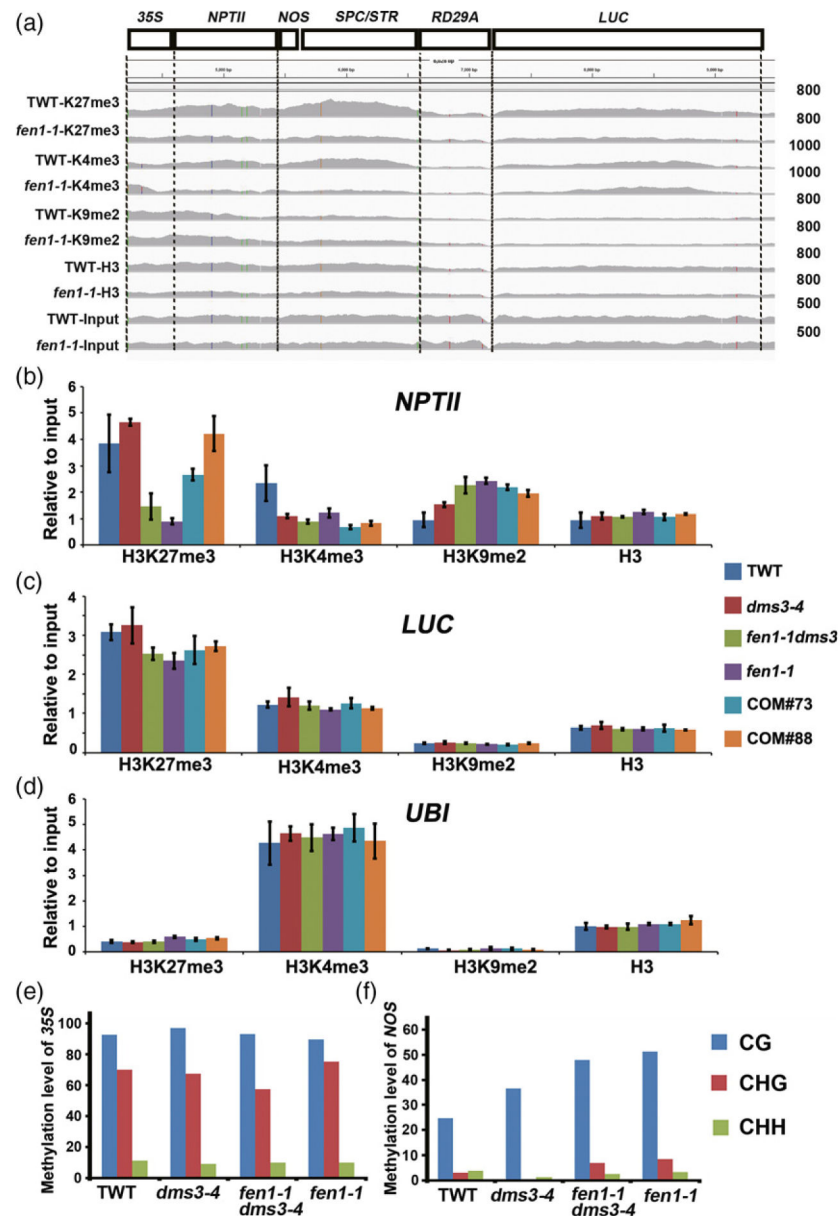 (a)
35S NPTII NOS SPC/STR RD29A LUC
TWT-K27me3 800
fen1-1-K27me3 800
TWT-K4me3 1000
fen1-1-K4me3 1000
TWT-K9me2 800
fen1-1-K9me2 800
TWT-H3 800
fen1-1-H3 800
TWT-Input 500
fen1-1-Input 500
(b)
NPTII
Relative to input
6
5
4
3
2
1
0
H3K27me3 H3K4me3 H3K9me2 H3
(c)
LUC
Relative to input
4
3
2
1
0
H3K27me3 H3K4me3 H3K9me2 H3
TWT
dms3-4
fen1-1dms3
fen1-1
COM#73
COM#88
(d)
UBI
Relative to input
6
5
4
3
2
1
0
H3K27me3 H3K4me3 H3K9me2 H3
(e)
Methylation level of 35S
100
80
60
40
20
0
TWT dms3-4 fen1-1 dms3-4 fen1-1
(f)
Methylation level of NOS
60
50
40
30
20
10
0
TWT dms3-4 fen1-1 dms3-4 fen1-1
CG
CHG
CHH